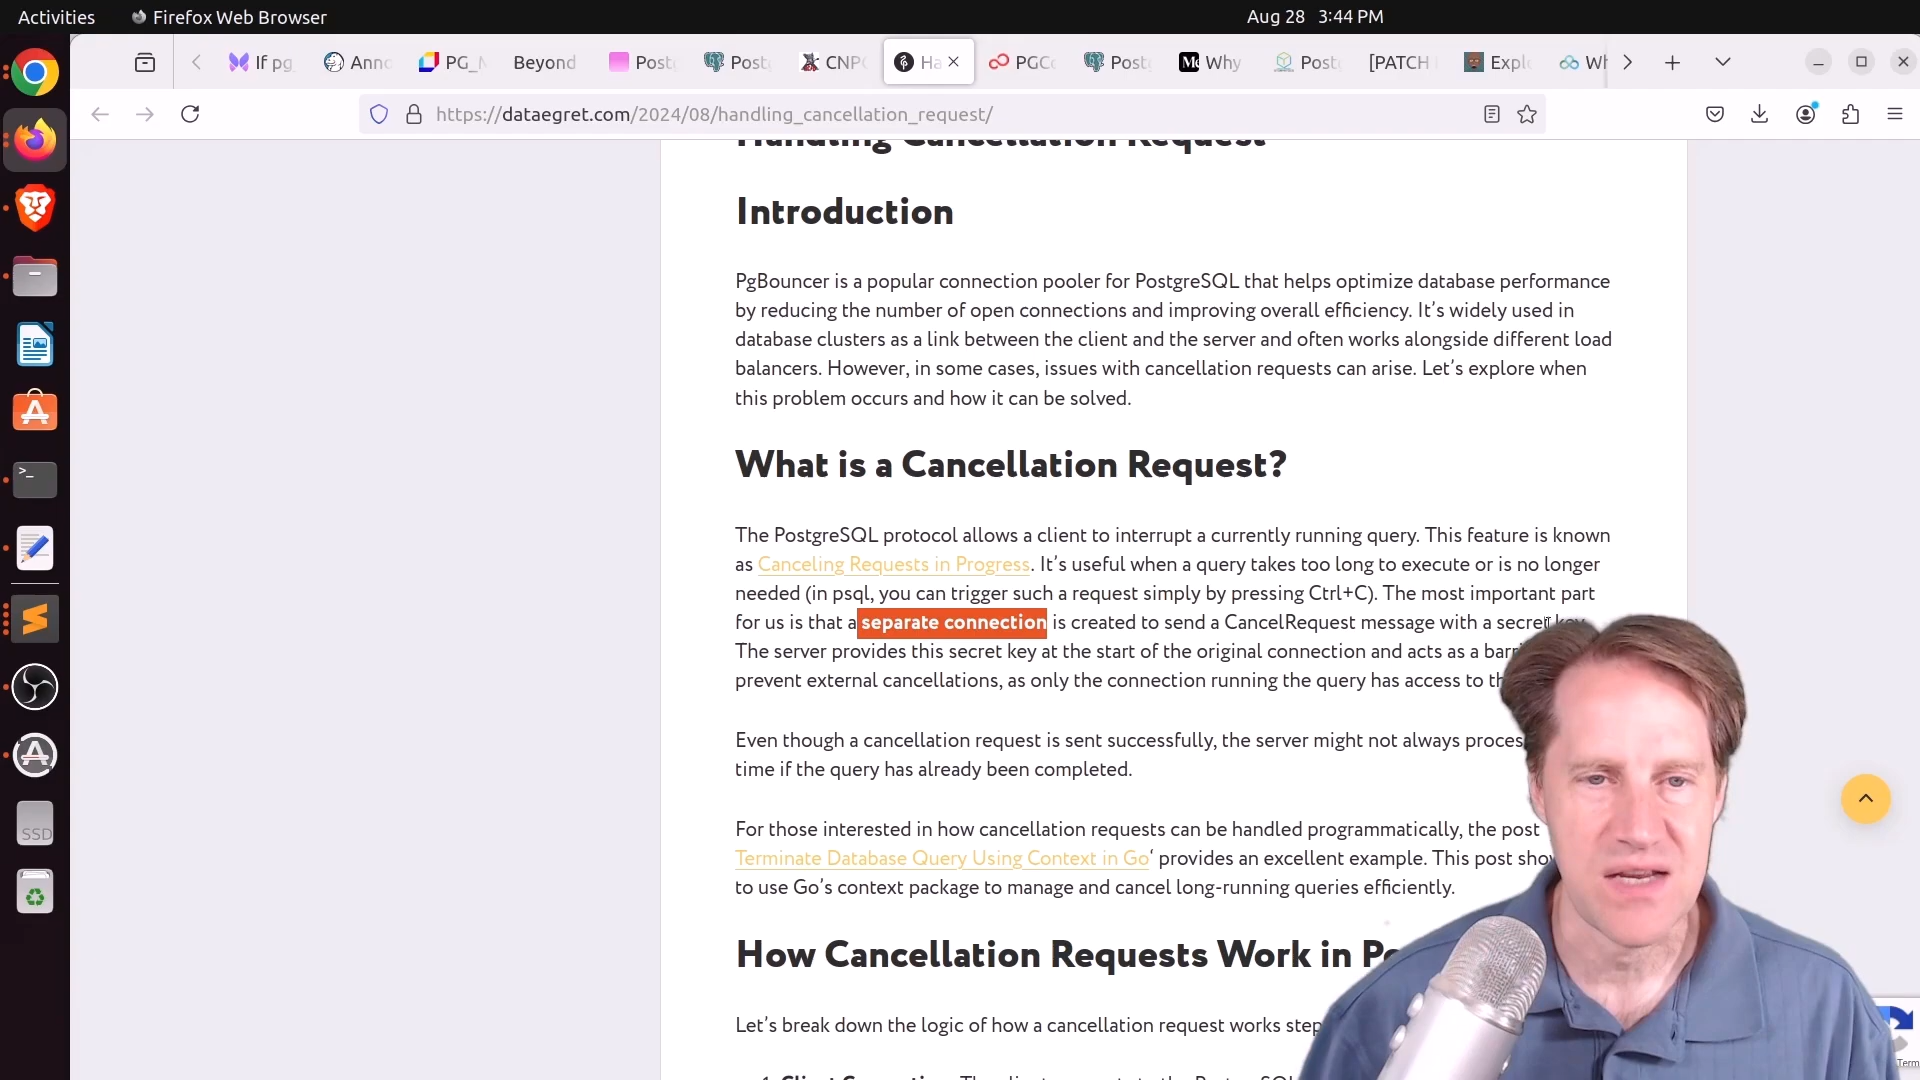 Activities
Firefox Web Browser
Aug 28 3:44 PM
If pg
Anno
PG_
Beyond
Post
Post
CNP
Ha
PGC
Post
Why
Post
[PATCH
Expl
https://dataegret.com/2024/08/handling_cancellation_request/
Handling Cancellation Request
Introduction
PgBouncer is a popular connection pooler for PostgreSQL that helps optimize database performance
by reducing the number of open connections and improving overall efficiency. It’s widely used in
database clusters as a link between the client and the server and often works alongside different load
balancers. However, in some cases, issues with cancellation requests can arise. Let’s explore when
this problem occurs and how it can be solved.
What is a Cancellation Request?
The PostgreSQL protocol allows a client to interrupt a currently running query. This feature is known
as Canceling Requests in Progress. It’s useful when a query takes too long to execute or is no longer
needed (in psql, you can trigger such a request simply by pressing Ctrl+C). The most important part
for us is that a separate connection is created to send a CancelRequest message with a secret key.
The server provides this secret key at the start of the original connection and acts as a barri
prevent external cancellations, as only the connection running the query has access to th
Even though a cancellation request is sent successfully, the server might not always proces
time if the query has already been completed.
For those interested in how cancellation requests can be handled programmatically, the post
Terminate Database Query Using Context in Go‘ provides an excellent example. This post sho
to use Go’s context package to manage and cancel long-running queries efficiently.
How Cancellation Requests Work in P
Let’s break down the logic of how a cancellation request works step
SSD